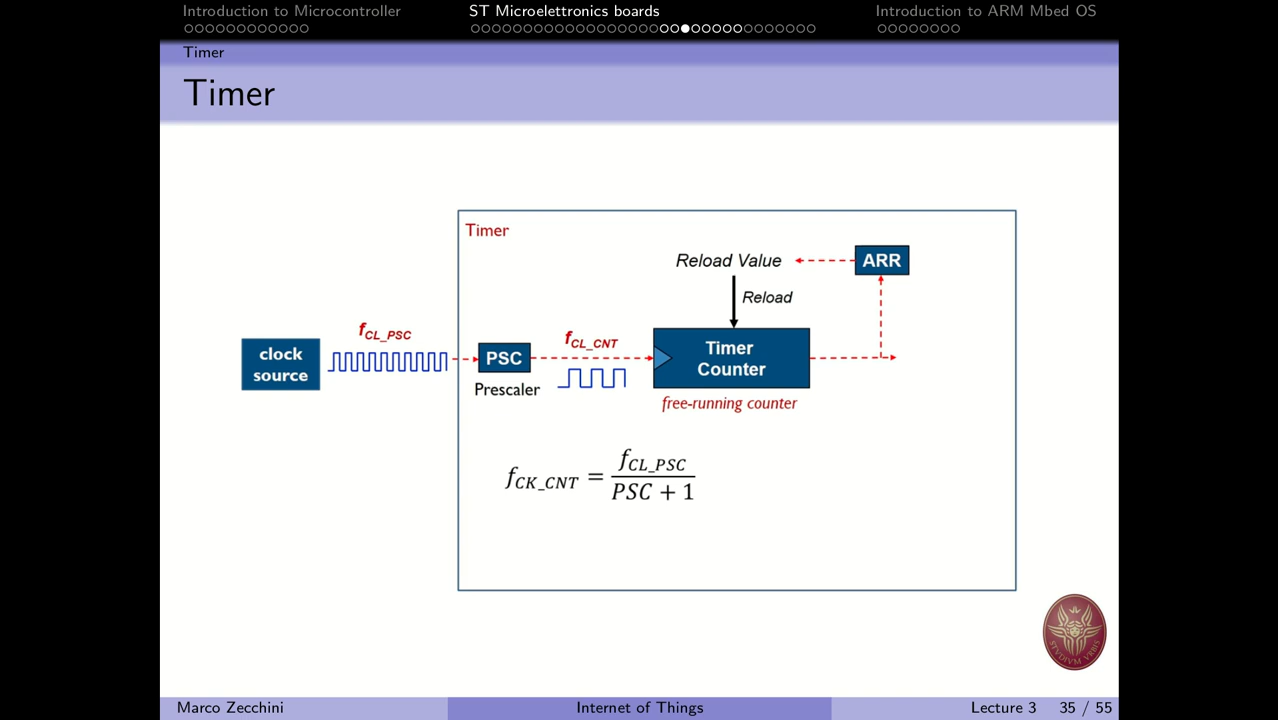 Introduction to Microcontroller
ST Microelettronics boards
Introduction to ARM Mbed OS
Timer
Timer
Timer
Reload Value
ARR
Reload
f_CL_PSC
clock
source
PSC
Prescaler
f_CL_CNT
Timer
Counter
free-running counter
f_CK_CNT = f_CL_PSC / PSC + 1
STVDIVM VRBIS
Marco Zecchini
Internet of Things
Lecture 3
35 / 55